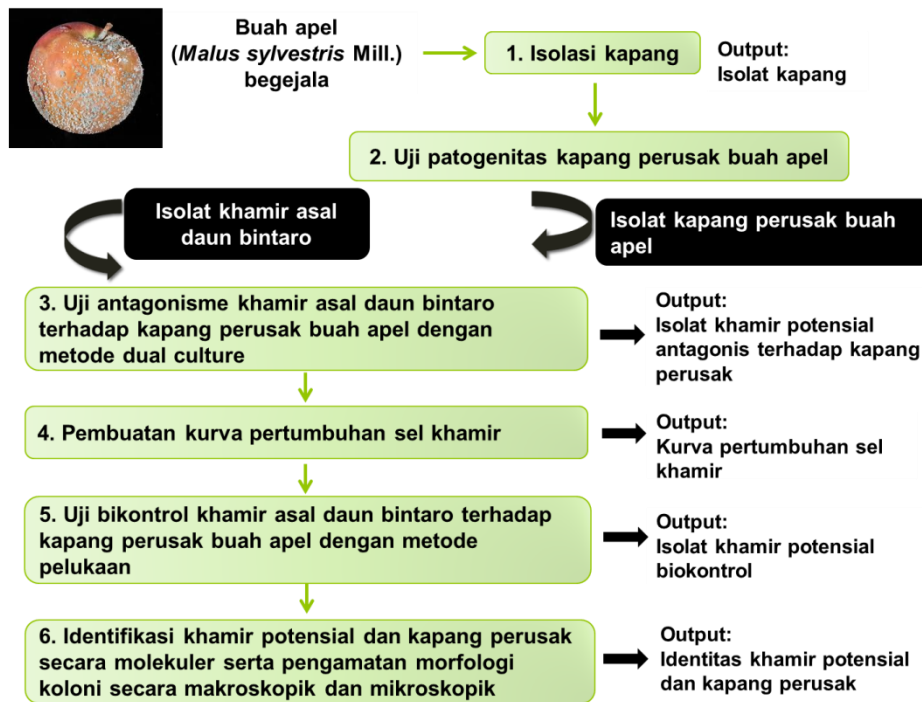 Buah apel
(Malus sylvestris Mill.)
begejala
1. Isolasi kapang
Output:
Isolat kapang
2. Uji patogenitas kapang perusak buah apel
Isolat khamir asal
daun bintaro
Isolat kapang perusak buah
apel
3. Uji antagonisme khamir asal daun bintaro
terhadap kapang perusak buah apel dengan
metode dual culture
Output:
Isolat khamir potensial
antagonis terhadap kapang
perusak
4. Pembuatan kurva pertumbuhan sel khamir
Output:
Kurva pertumbuhan sel
khamir
5. Uji bikontrol khamir asal daun bintaro terhadap
kapang perusak buah apel dengan metode
pelukaan
Output:
Isolat khamir potensial
biokontrol
6. Identifikasi khamir potensial dan kapang perusak
secara molekuler serta pengamatan morfologi
koloni secara makroskopik dan mikroskopik
Output:
Identitas khamir potensial
dan kapang perusak